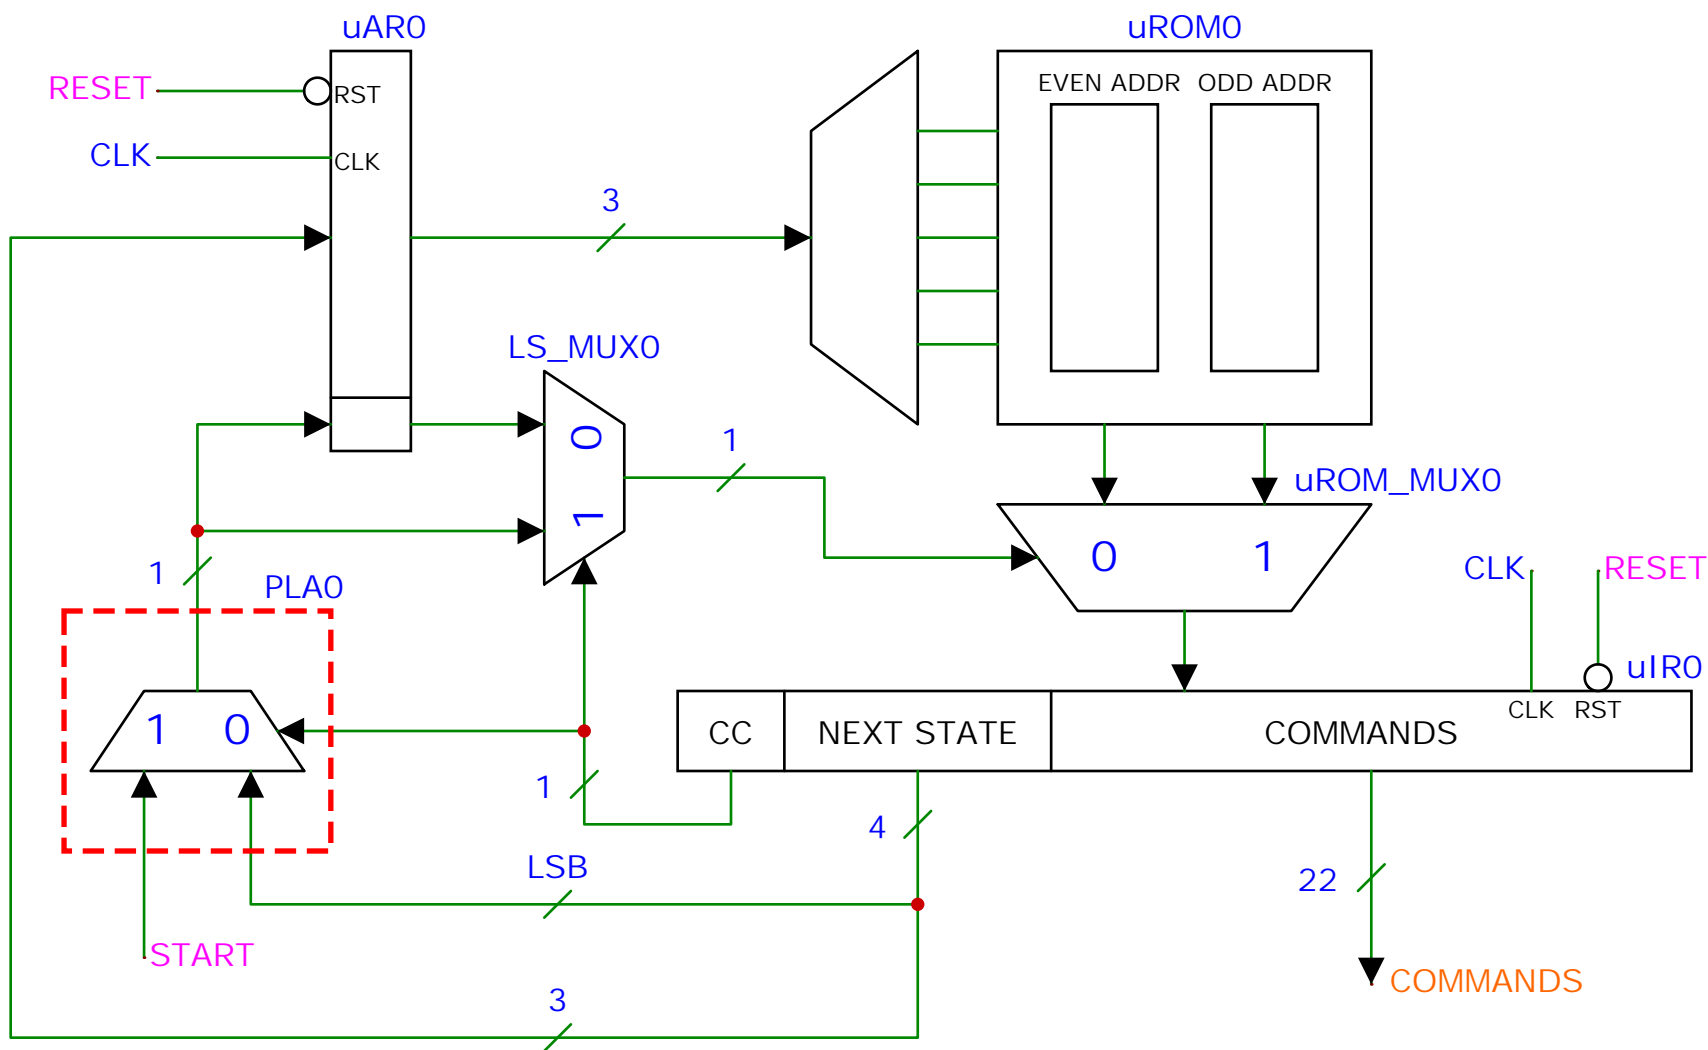 uAR0
uROM0
RESET
RST
EVEN ADDR
ODD ADDR
CLK
CLK
3
LS_MUX0
0
1
1
uROM_MUX0
0
1
1
PLA0
CLK
RESET
uIR0
1
0
CC
NEXT STATE
COMMANDS
CLK
RST
1
4
LSB
22
START
COMMANDS
3